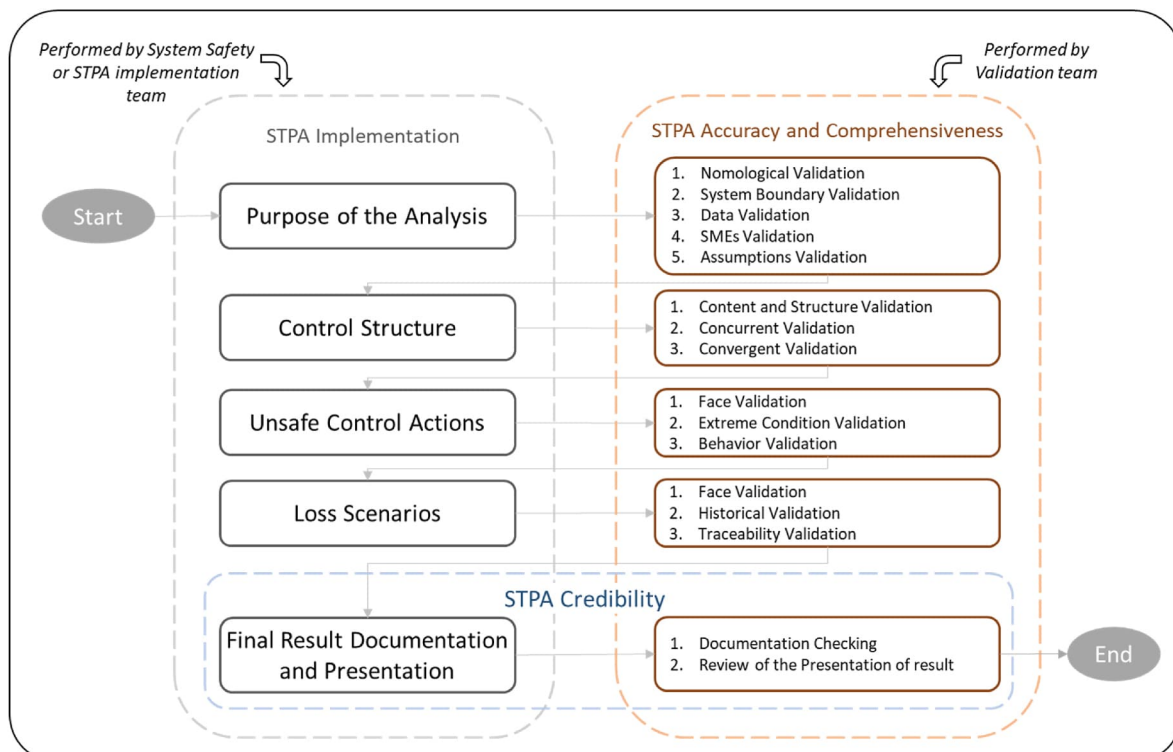 Performed by System Safety
or STPA implementation
team
Performed by
Validation team
STPA Implementation
STPA Accuracy and Comprehensiveness
Start
Purpose of the Analysis
1. Nomological Validation
2. System Boundary Validation
3. Data Validation
4. SMEs Validation
5. Assumptions Validation
Control Structure
1. Content and Structure Validation
2. Concurrent Validation
3. Convergent Validation
Unsafe Control Actions
1. Face Validation
2. Extreme Condition Validation
3. Behavior Validation
Loss Scenarios
1. Face Validation
2. Historical Validation
3. Traceability Validation
STPA Credibility
Final Result Documentation
and Presentation
1. Documentation Checking
2. Review of the Presentation of result
End